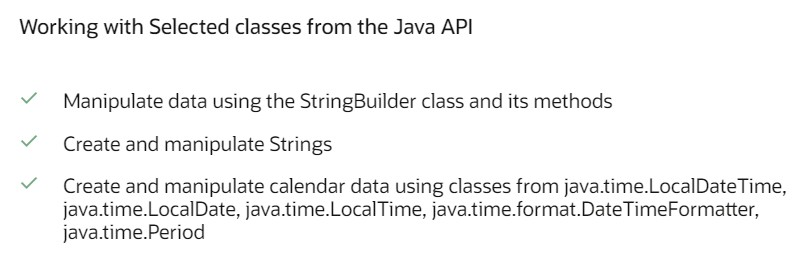 Working with Selected classes from the Java API
Manipulate data using the StringBuilder class and its methods
Create and manipulate Strings
Create and manipulate calendar data using classes from java.time.LocalDateTime,
java.time.LocalDate, java.time.LocalTime, java.time.format.DateTimeFormatter,
java.time.Period